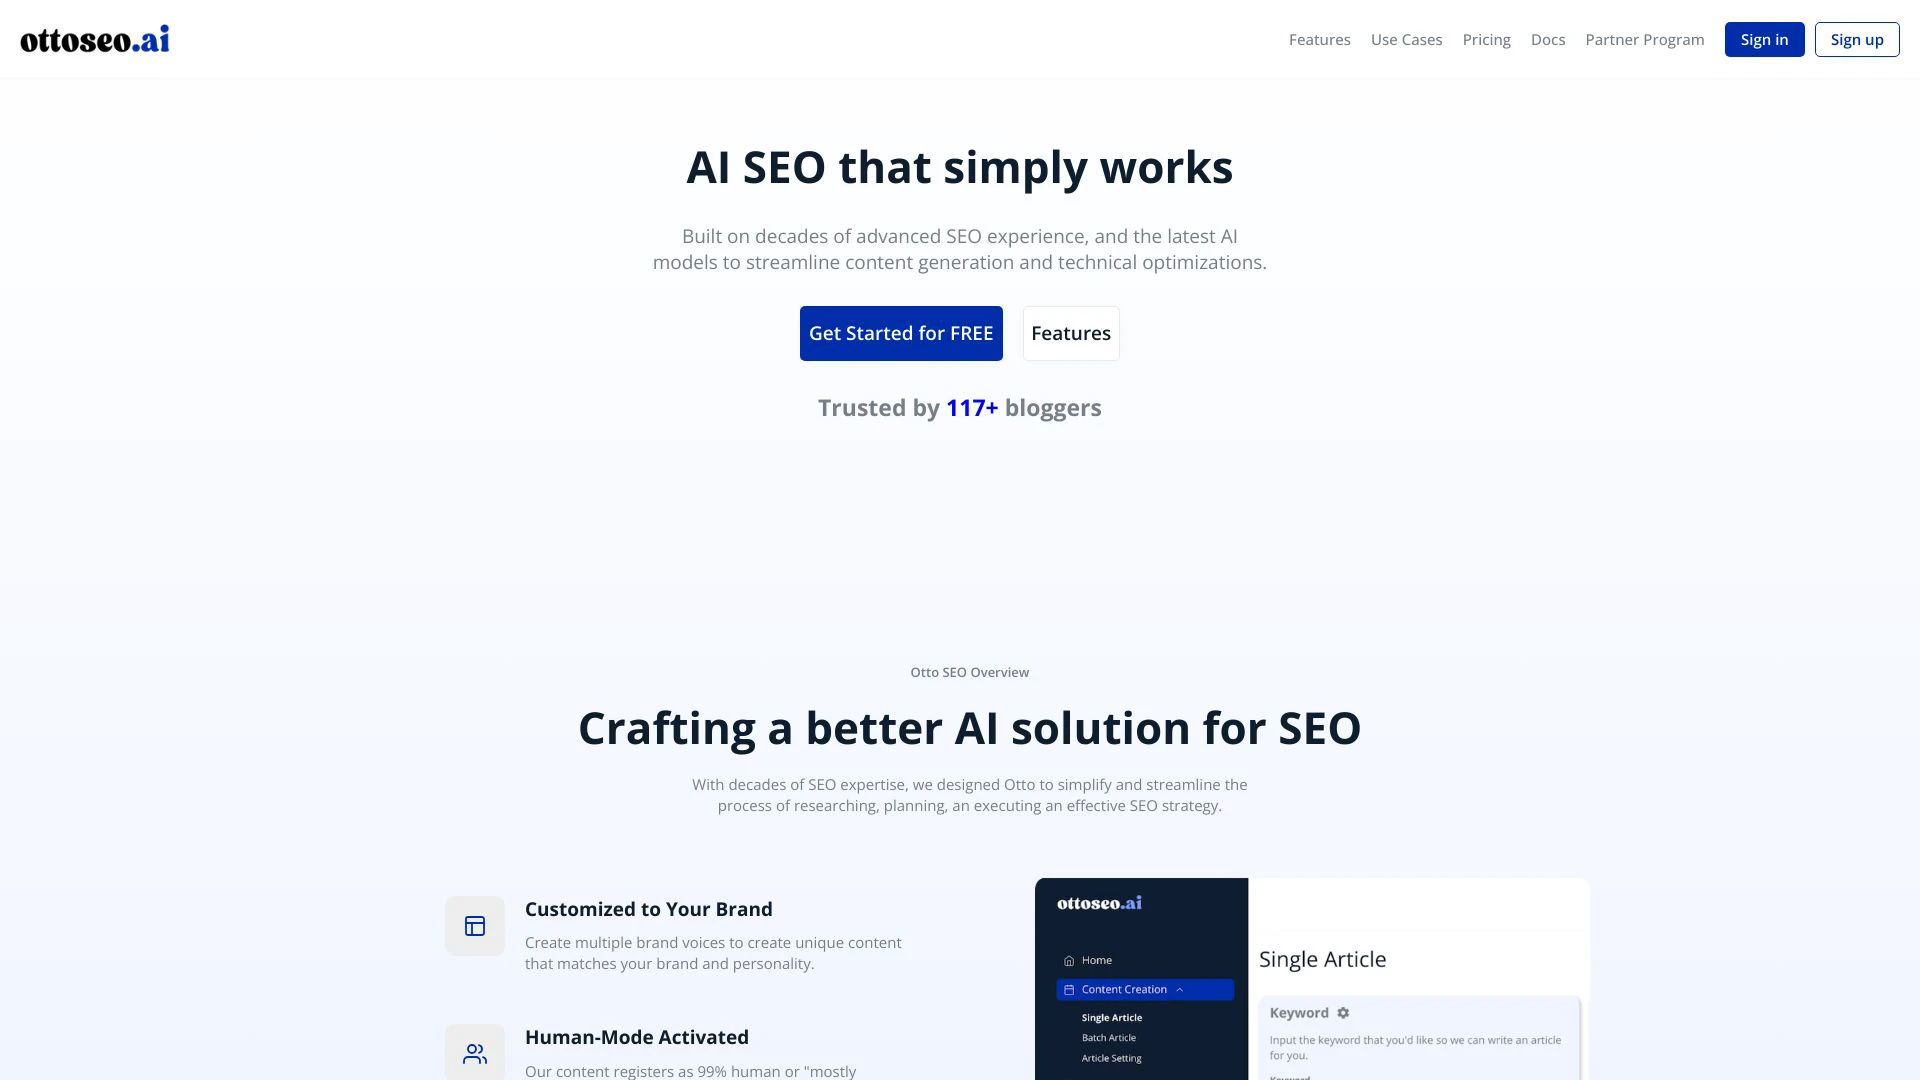 ottoseo.ai
Features
Use Cases
Pricing
Docs
Partner Program
Sign in
Sign up
AI SEO that simply works
Built on decades of advanced SEO experience, and the latest AI
models to streamline content generation and technical optimizations.
Get Started for FREE
Features
Trusted by 117+ bloggers
Otto SEO Overview
Crafting a better AI solution for SEO
With decades of SEO expertise, we designed Otto to simplify and streamline the
process of researching, planning, an executing an effective SEO strategy.
Customized to Your Brand
Create multiple brand voices to create unique content
that matches your brand and personality.
Human-Mode Activated
Our content registers as 99% human or "mostly
ottoseo.ai
Home
Content Creation
Single Article
Batch Article
Article Setting
Single Article
Keyword
Input the keyword that you'd like so we can write an article
for you.
Keyword